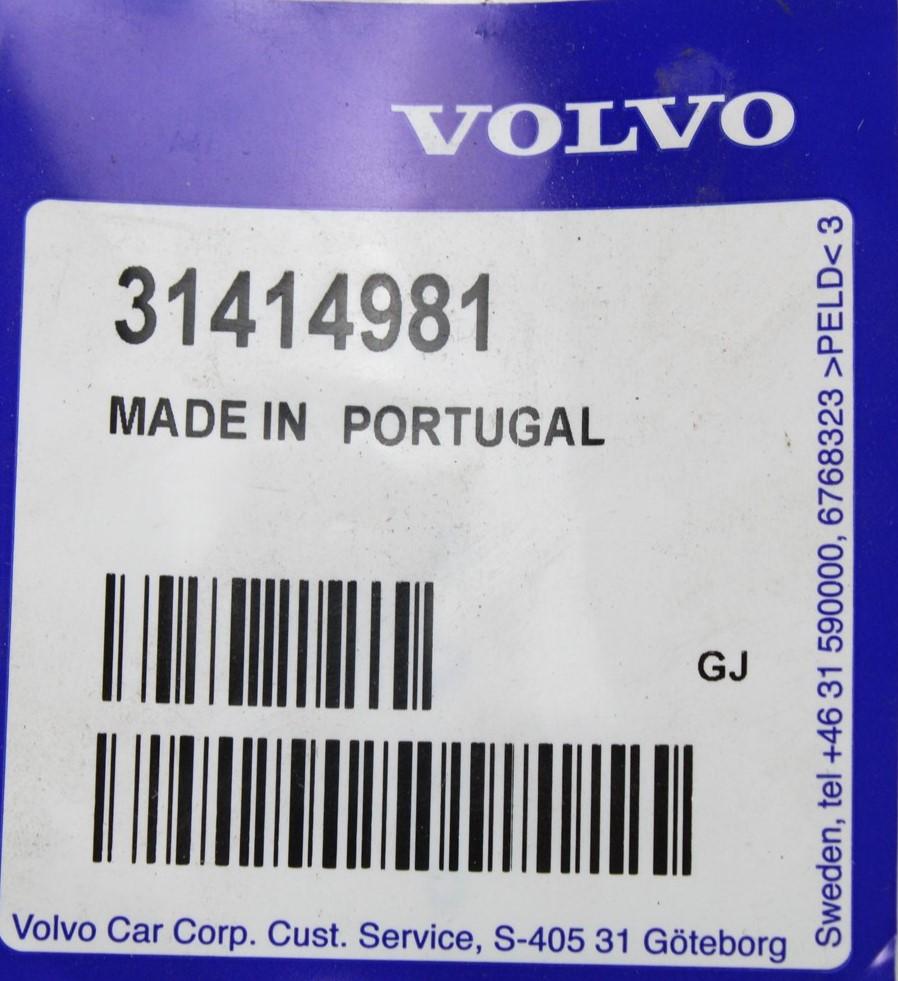 VOLVO
31414981
MADE IN PORTUGAL
GJ
Volvo Car Corp. Cust. Service, S-405 31 Göteborg
Sweden, tel +46 31 590000, 6768323 >PELD< 3